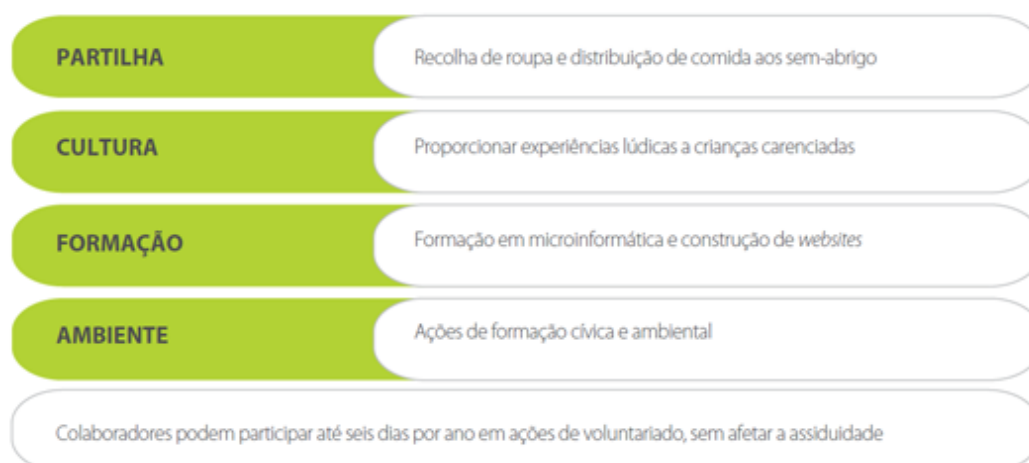 PARTILHA
Recolha de roupa e distribuição de comida aos sem-abrigo
CULTURA
Proporcionar experiências lúdicas a crianças carenciadas
FORMAÇÃO
Formação em microinformática e construção de websites
AMBIENTE
Ações de formação cívica e ambiental
Colaboradores podem participar até seis dias por ano em ações de voluntariado, sem afetar a assiduidade